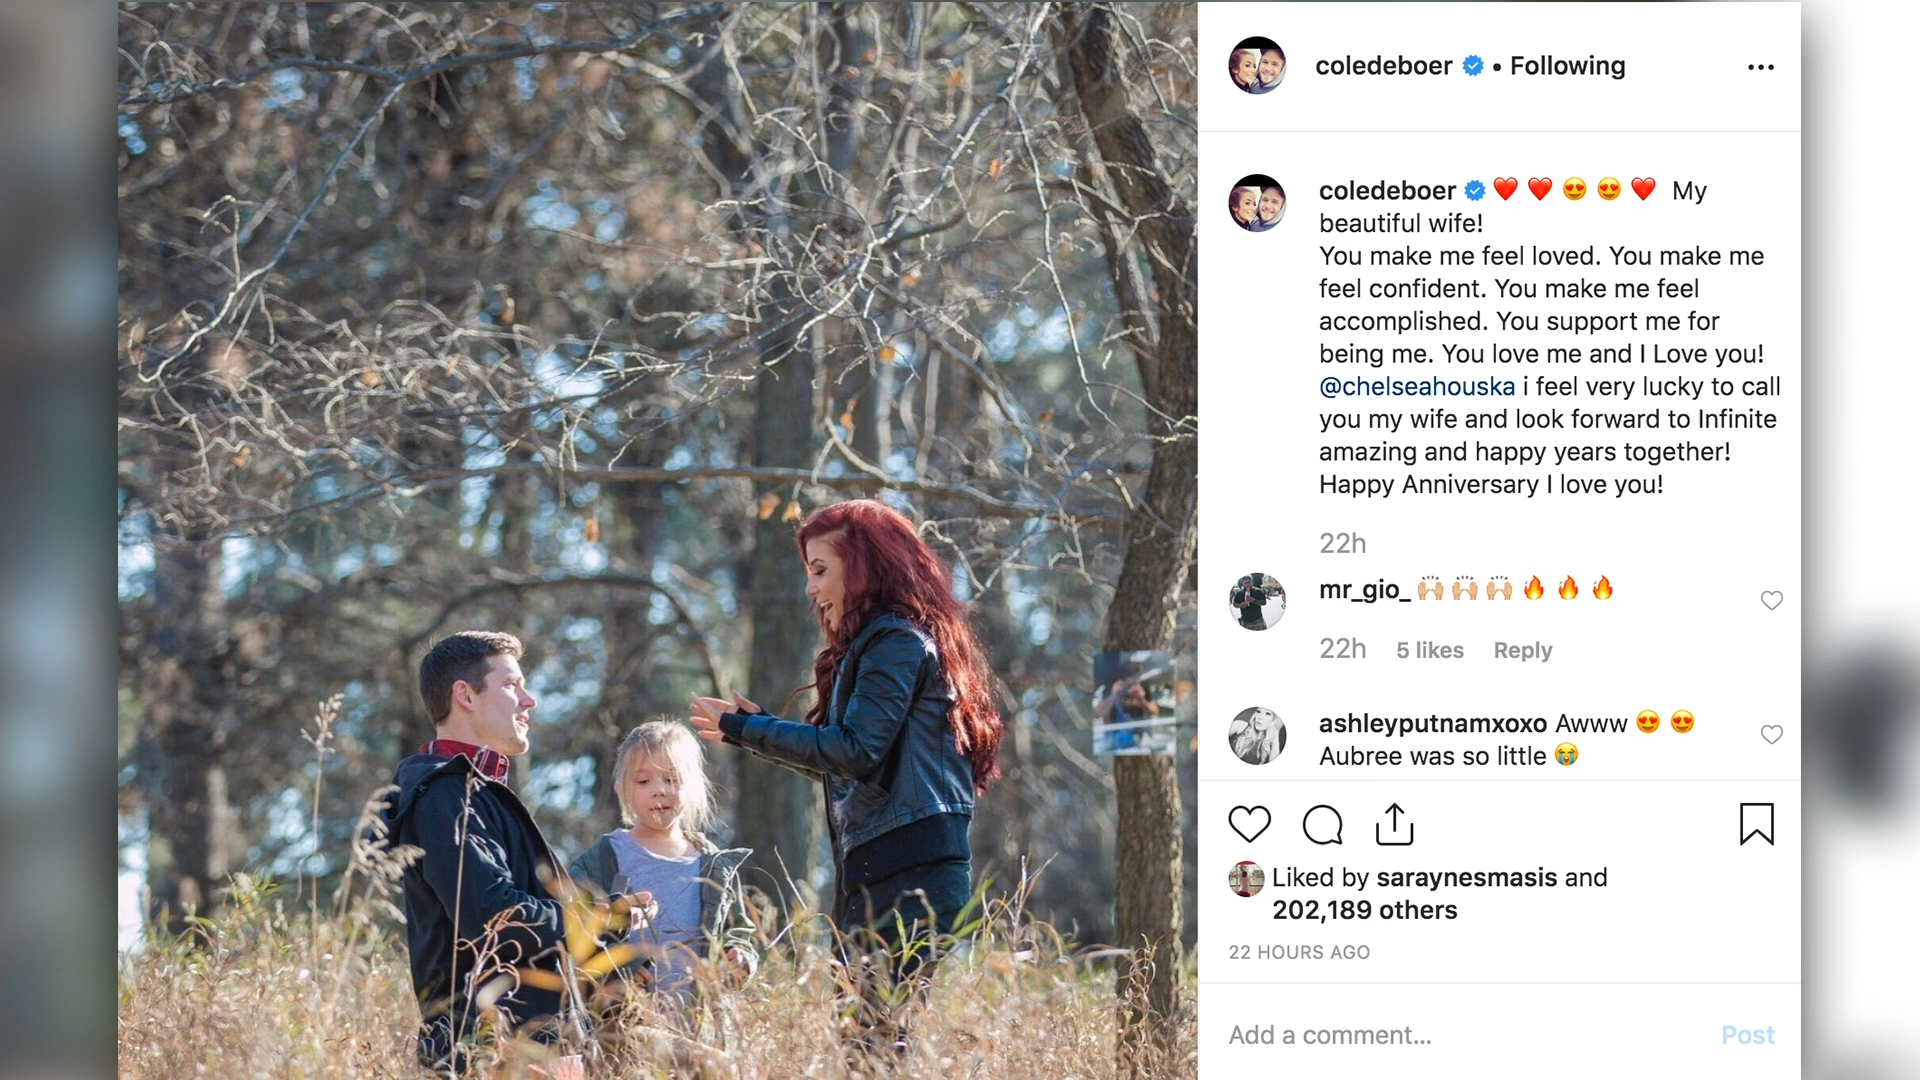 coledeboer • Following
coledeboer ❤️ ❤️ 😍 😍 ❤️ My
beautiful wife!
You make me feel loved. You make me
feel confident. You make me feel
accomplished. You support me for
being me. You love me and I Love you!
@chelseahouska i feel very lucky to call
you my wife and look forward to Infinite
amazing and happy years together!
Happy Anniversary I love you!
22h
mr_gio_ 🙌🏼 🙌🏼 🙌🏼 🔥 🔥 🔥
22h 5 likes Reply
ashleyputnamxoxo Awww 😍 😍
Aubree was so little 😭
Liked by saraynesmasis and
202,189 others
22 HOURS AGO
Add a comment... Post